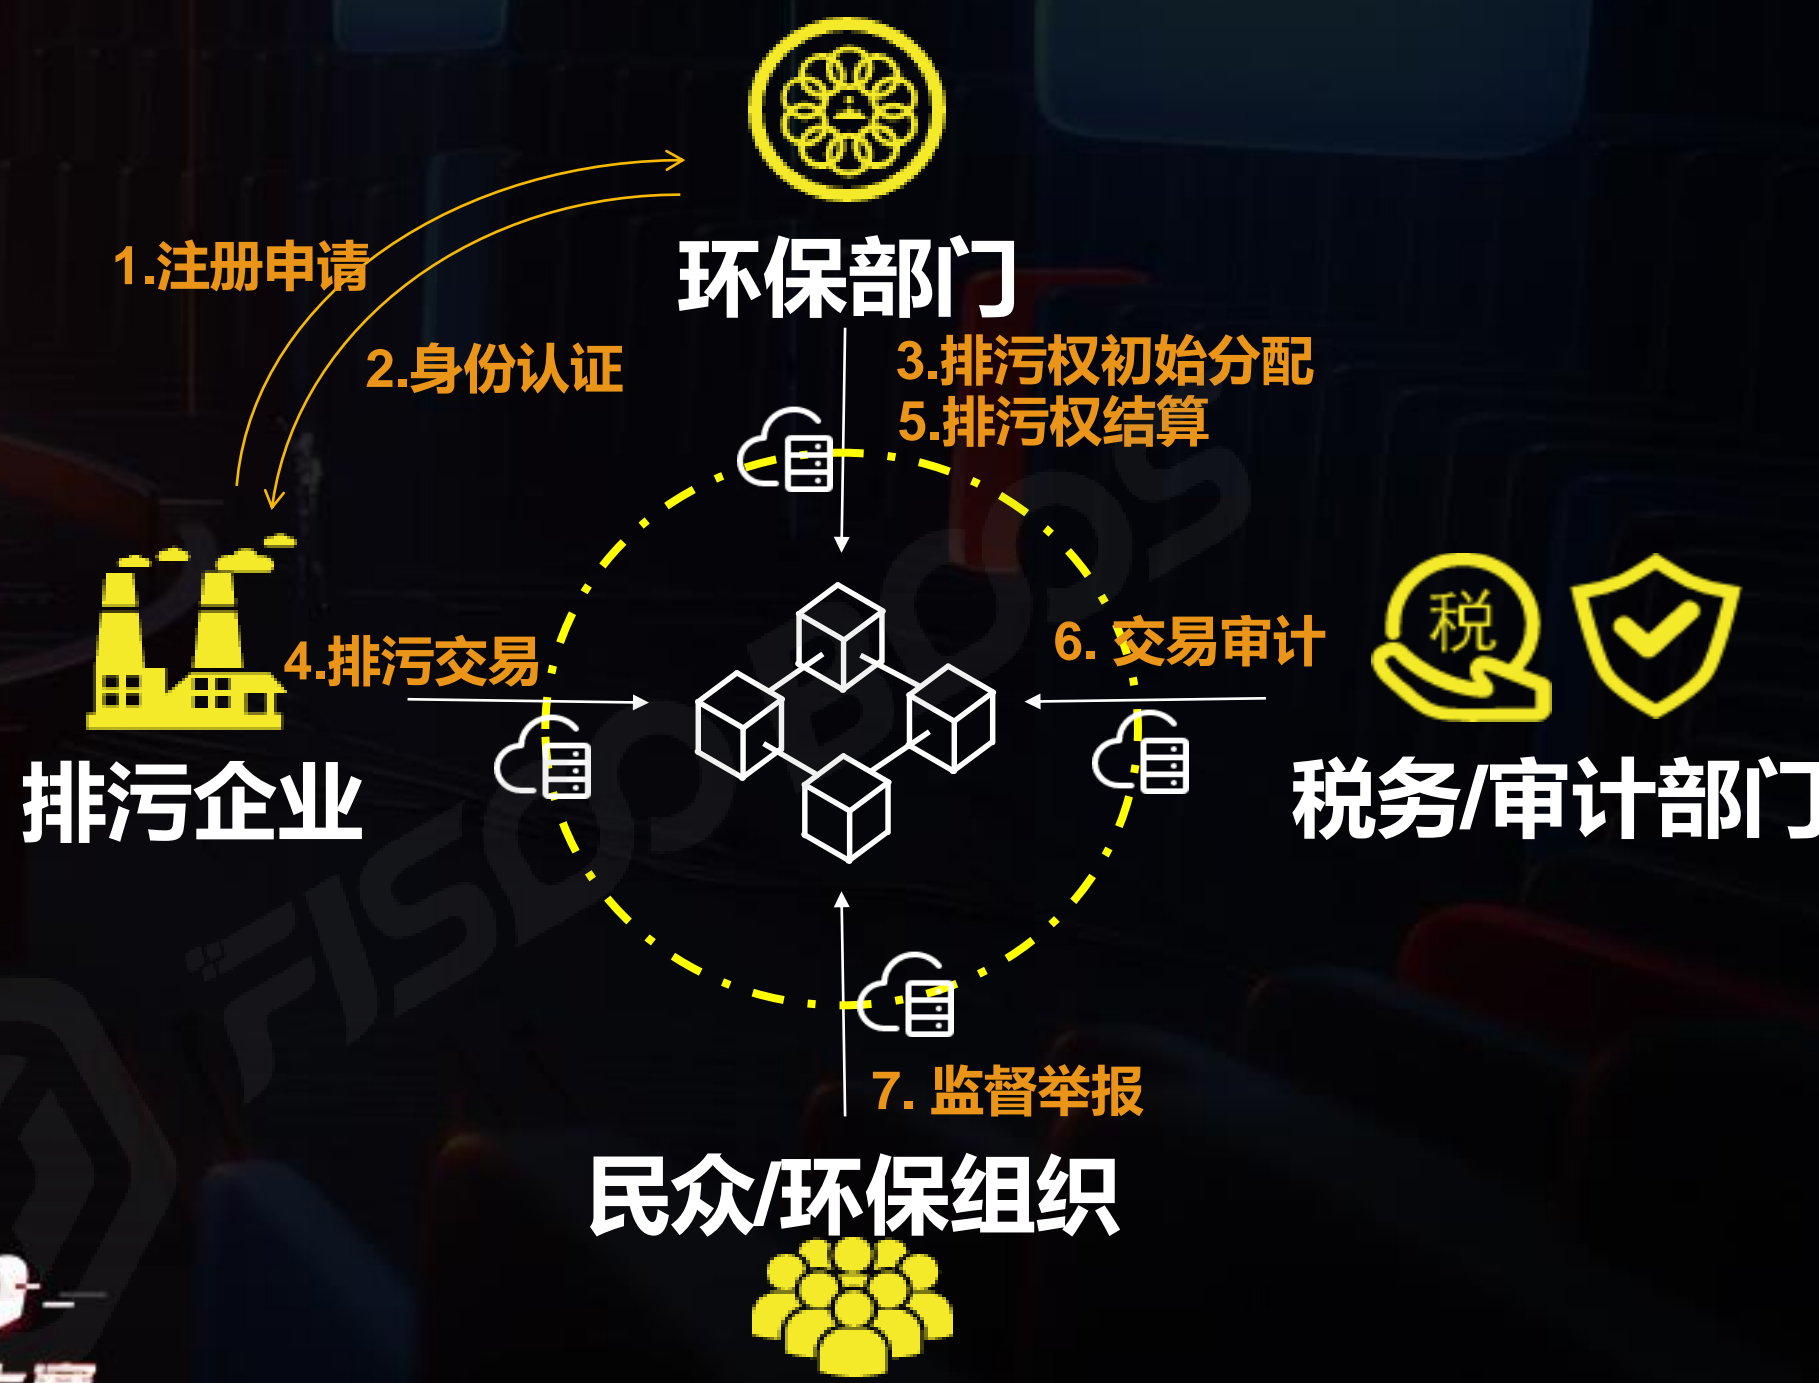 1.注册申请
环保部门
2.身份认证
3.排污权初始分配
5.排污权结算
4.排污交易
6. 交易审计
税
排污企业
税务/审计部门
FISCO BCOS
7. 监督举报
民众/环保组织